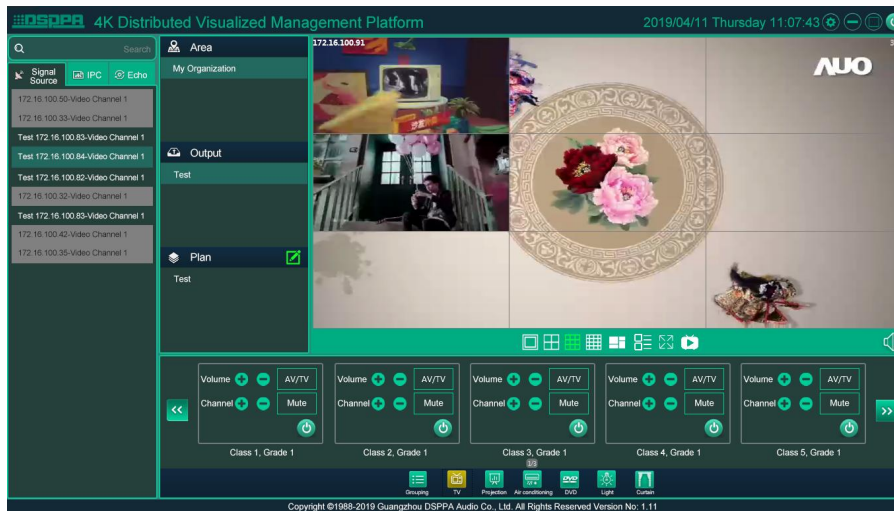 DSPPA 4K Distributed Visualized Management Platform
2019/04/11 Thursday 11:07:43
Search
Signal Source
IPC
Echo
172.16.100.50-Video Channel 1
172.16.100.33-Video Channel 1
Test 172.16.100.83-Video Channel 1
Test 172.16.100.84-Video Channel 1
Test 172.16.100.82-Video Channel 1
172.16.100.32-Video Channel 1
Test 172.16.100.83-Video Channel 1
172.16.100.42-Video Channel 1
172.16.100.35-Video Channel 1
Area
My Organization
Output
Test
Plan
Test
172.16.100.91
AUO
Volume AV/TV
Channel Mute
Class 1, Grade 1
Volume AV/TV
Channel Mute
Class 2, Grade 1
Volume AV/TV
Channel Mute
Class 3, Grade 1
Volume AV/TV
Channel Mute
Class 4, Grade 1
Volume AV/TV
Channel Mute
Class 5, Grade 1
1/3
Grouping
TV
Projection
Air conditioning
DVD
Light
Curtain
Copyright ©1988-2019 Guangzhou DSPPA Audio Co., Ltd. All Rights Reserved Version No: 1.11